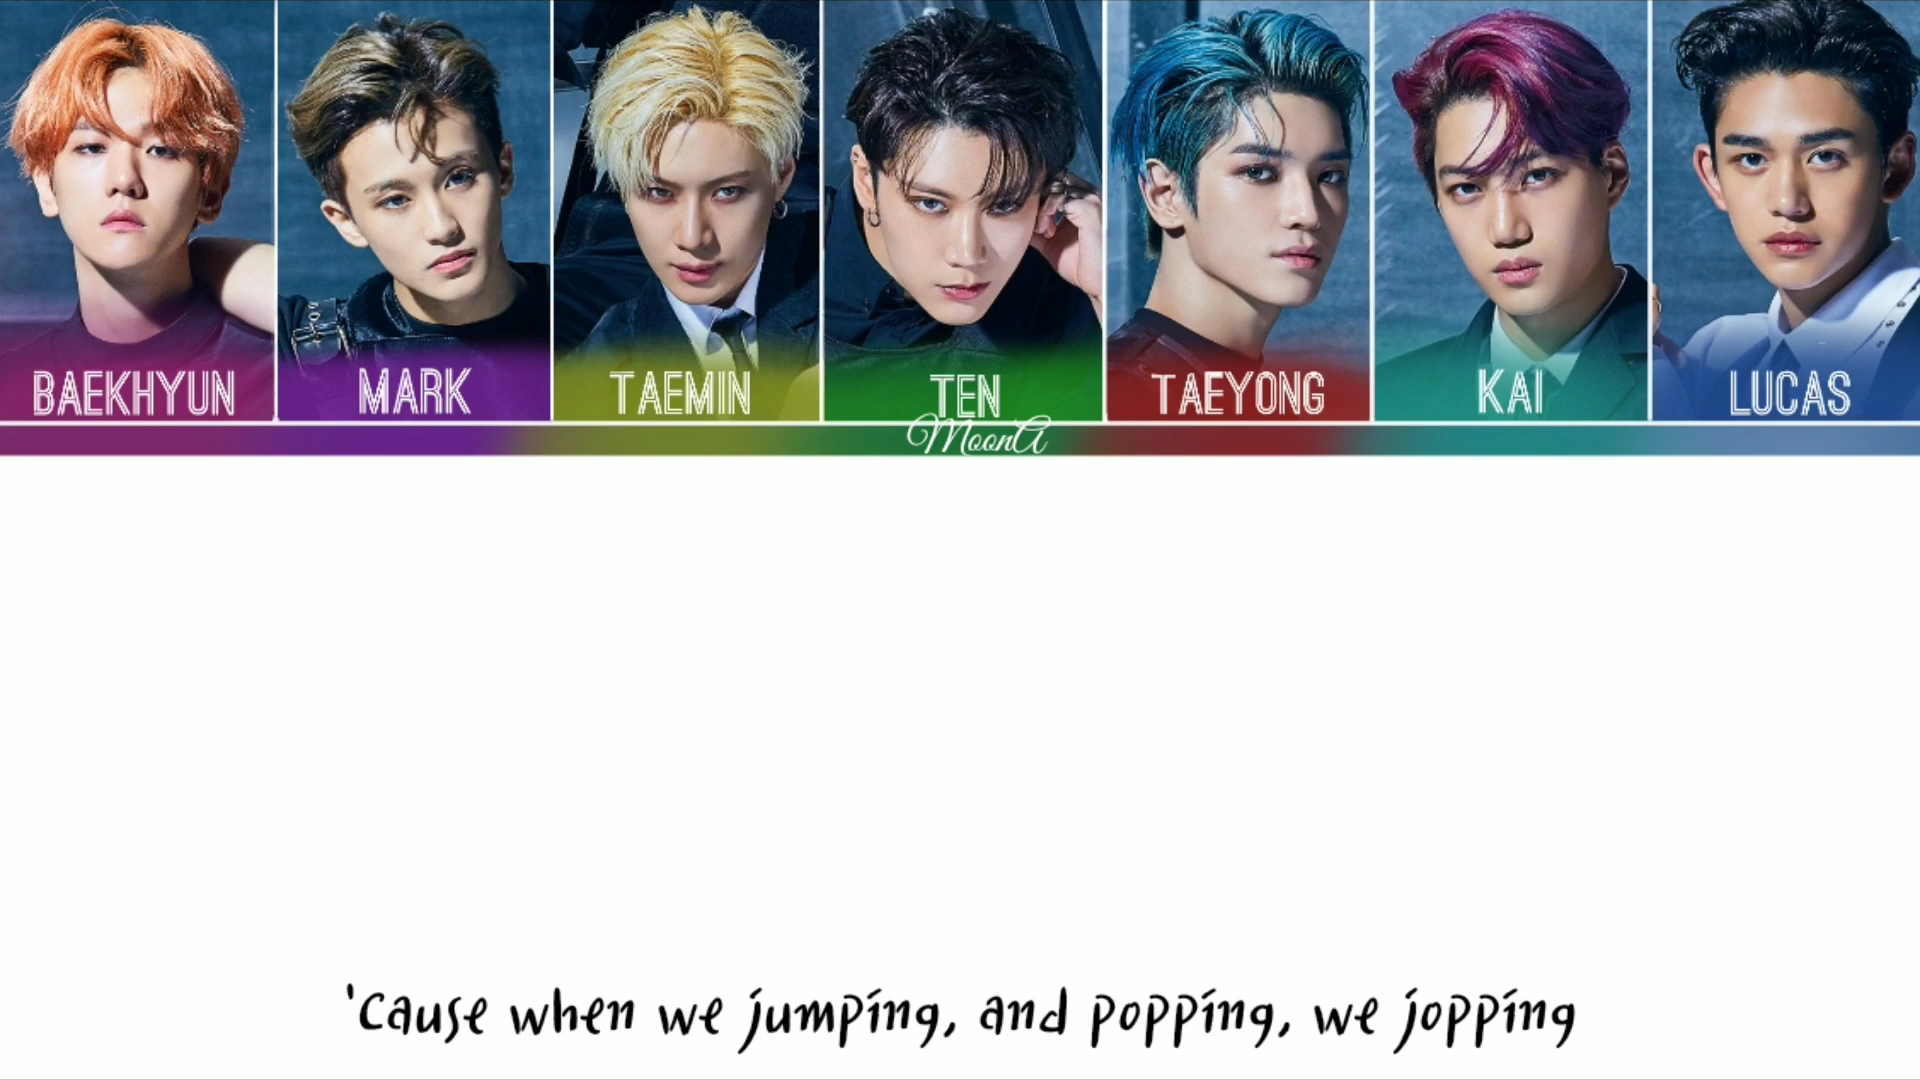 BAEKHYUN MARK TAEMIN TEN TAEYONG KAI LUCAS
MoonA
'Cause when we jumping, and popping, we jopping